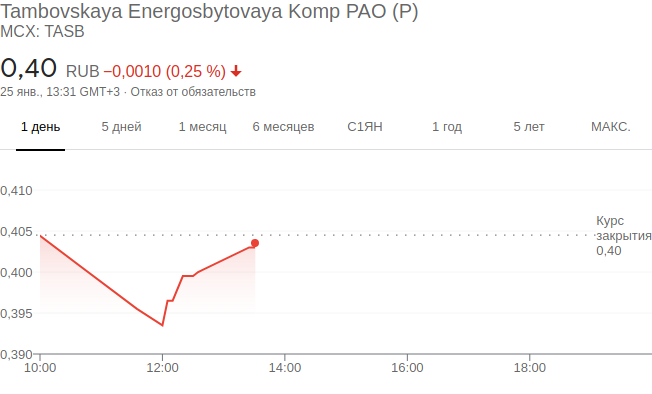 Tambovskaya Energosbytovaya Komp PAO (P)
MCX: TASB
0,40 RUB −0,0010 (0,25 %)
25 янв., 13:31 GMT+3 · Отказ от обязательств
1 день 5 дней 1 месяц 6 месяцев С1ЯН 1 год 5 лет МАКС.
0,410
Курс
0,405 закрытия
0,40
0,400
0,395
0,390
10:00 12:00 14:00 16:00 18:00